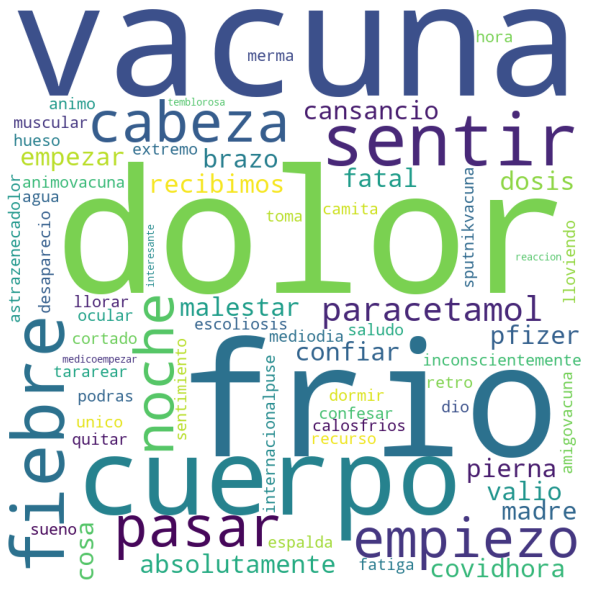 vacuna
hora
merma
temblorosa
animo
cabeza
cansancio
muscular
sentir
hueso
extremo
empezar
brazo
fatal
animovacuna
recibimos
dosis
agua
toma
camita
dolor
astrazenecadolor
desaparecio
sputnikvacuna
lloviendo
interesante
reaccion
llorar
malestar
paracetamol
ocular
noche
escoliosis
saludo
pfizer
cortado
mediodia
confiar
medicoempezar
frio
inconscientemente
tararear
sentimiento
internacionalpuse
retro
amigovacuna
podras
dormir
unico
confesar
dio
quitar
calosfrios
fiebre
recurso
cuerpo
pierna
valio
madre
pasar
sueno
empiezo
cosa
espalda
absolutamente
fatiga
covidhora